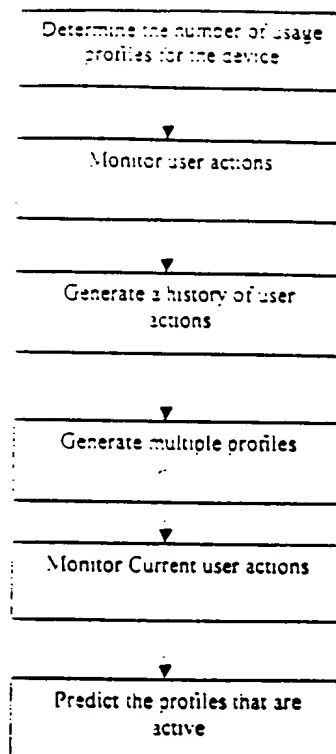 Determine the number of usage
profiles for the device
Monitor user actions
Generate a history of user
actions
Generate multiple profiles
Monitor Current user actions
Predict the profiles that are
active